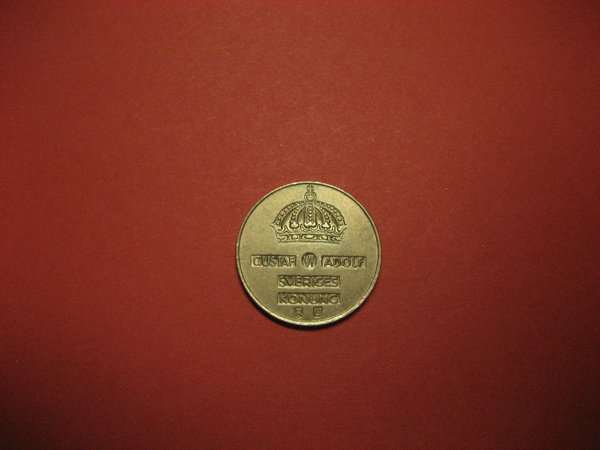 GUSTAF VI ADOLF
SVERIGES
KONUNG
U